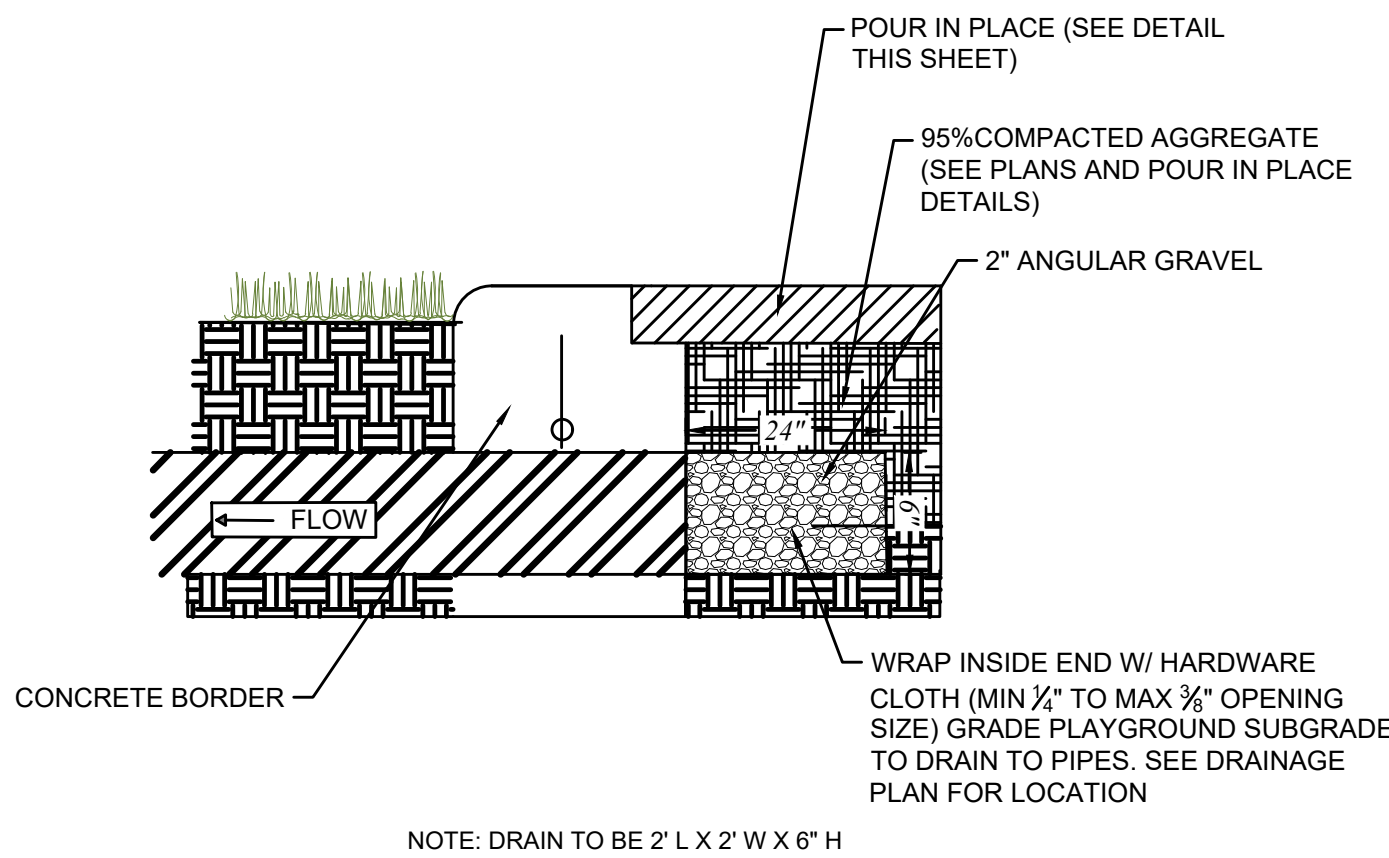 POUR IN PLACE (SEE DETAIL
THIS SHEET)
95%COMPACTED AGGREGATE
(SEE PLANS AND POUR IN PLACE
DETAILS)
2" ANGULAR GRAVEL
24"
6"
FLOW
CONCRETE BORDER
WRAP INSIDE END W/ HARDWARE
CLOTH (MIN 1/4" TO MAX 3/8" OPENING
SIZE) GRADE PLAYGROUND SUBGRADE
TO DRAIN TO PIPES. SEE DRAINAGE
PLAN FOR LOCATION
NOTE: DRAIN TO BE 2' L X 2' W X 6" H